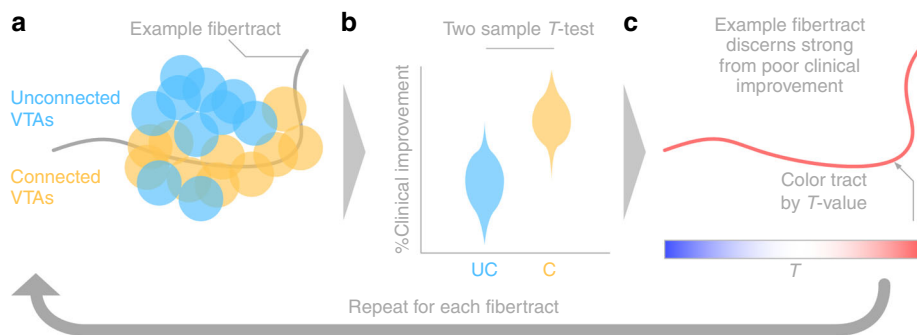 a
Example fibertract
Unconnected
VTAs
Connected
VTAs
b
Two sample T-test
%Clinical improvement
UC
C
c
Example fibertract
discerns strong
from poor clinical
improvement
Color tract
by T-value
T
Repeat for each fibertract